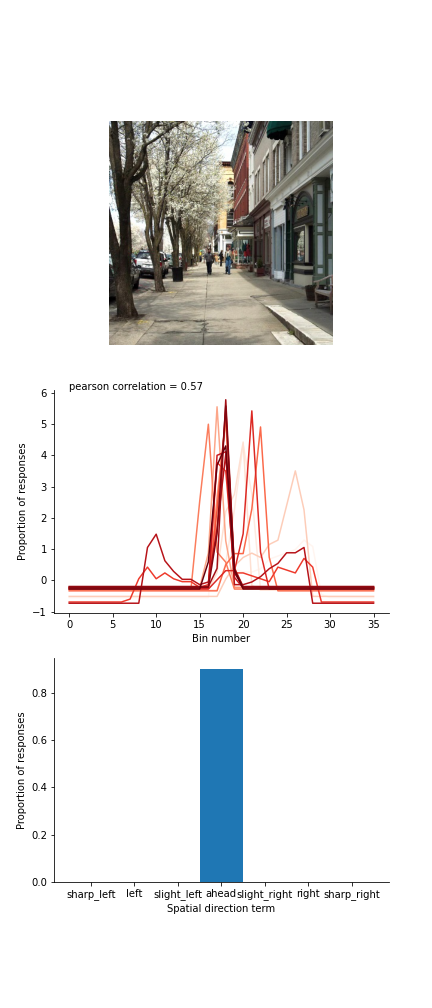 pearson correlation = 0.57
6
5
4
3
2
1
0
−1
Proportion of responses
0 5 10 15 20 25 30 35
Bin number
0.8
0.6
0.4
0.2
0.0
Proportion of responses
sharp_left left slight_left ahead slight_right right sharp_right
Spatial direction term